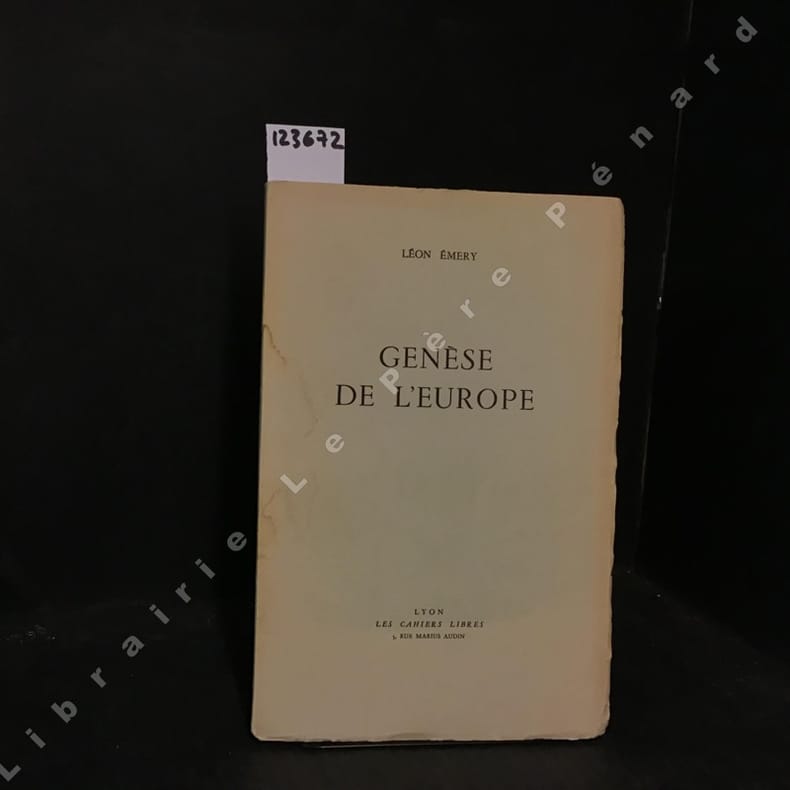 123672
LÉON ÉMERY
GENÈSE
DE L'EUROPE
LYON
LES CAHIERS LIBRES
3, RUE MARIUS AUDIN
Librairie Le Père Pénard